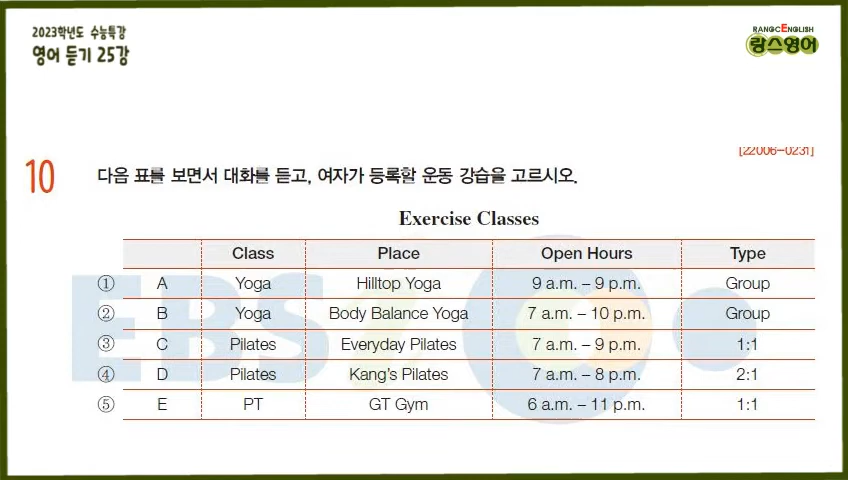 2023학년도 수능특강
영어 듣기 25강
RANGCENGLISH
랑스영어
[22006-0231]
10 다음 표를 보면서 대화를 듣고, 여자가 등록할 운동 강습을 고르시오.
Exercise Classes
Class Place Open Hours Type
① A Yoga Hilltop Yoga 9 a.m. – 9 p.m. Group
② B Yoga Body Balance Yoga 7 a.m. – 10 p.m. Group
③ C Pilates Everyday Pilates 7 a.m. – 9 p.m. 1:1
④ D Pilates Kang's Pilates 7 a.m. – 8 p.m. 2:1
⑤ E PT GT Gym 6 a.m. – 11 p.m. 1:1
EBS